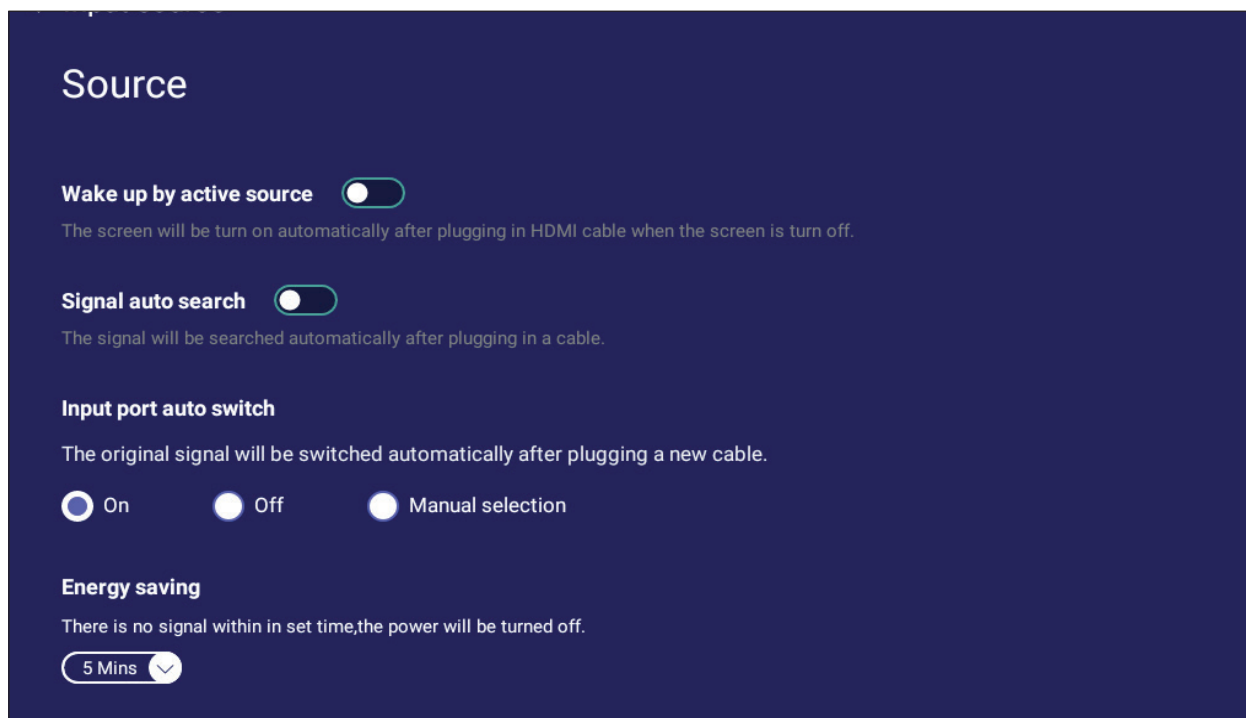 Source
Wake up by active source
The screen will be turn on automatically after plugging in HDMI cable when the screen is turn off.
Signal auto search
The signal will be searched automatically after plugging in a cable.
Input port auto switch
The original signal will be switched automatically after plugging a new cable.
On Off Manual selection
Energy saving
There is no signal within in set time,the power will be turned off.
5 Mins